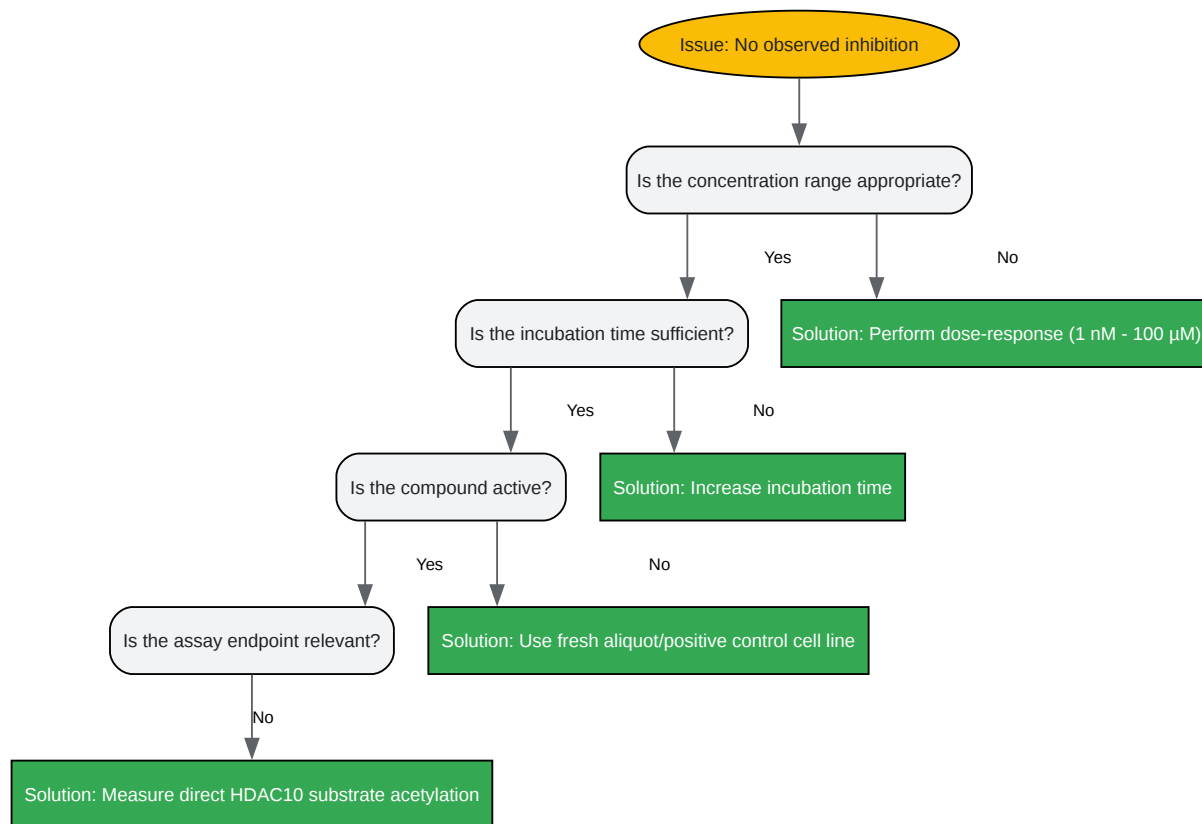 Issue: No observed inhibition
Is the concentration range appropriate?
Yes
No
Is the incubation time sufficient?
Solution: Perform dose-response (1 nM - 100 µM)
Yes
No
Is the compound active?
Solution: Increase incubation time
Yes
No
Is the assay endpoint relevant?
Solution: Use fresh aliquot/positive control cell line
No
Solution: Measure direct HDAC10 substrate acetylation